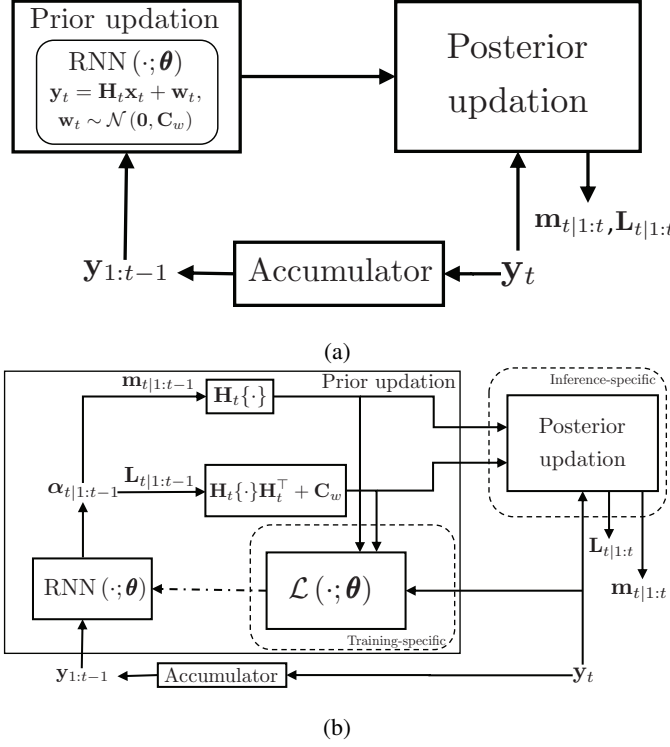 Prior updation
RNN (·; θ)
y_t = H_t x_t + w_t,
w_t ∼ 𝒩 (0, C_w)
Posterior
updation
m_{t|1:t}, L_{t|1:t}
y_{1:t−1}
Accumulator
y_t
(a)
m_{t|1:t−1}
H_t{·}
Prior updation
Inference-specific
Posterior
updation
α_{t|1:t−1}
L_{t|1:t−1}
H_t{·}H_t^⊤ + C_w
L_{t|1:t}
m_{t|1:t}
RNN (·; θ)
ℒ (·; θ)
Training-specific
y_{1:t−1}
Accumulator
y_t
(b)